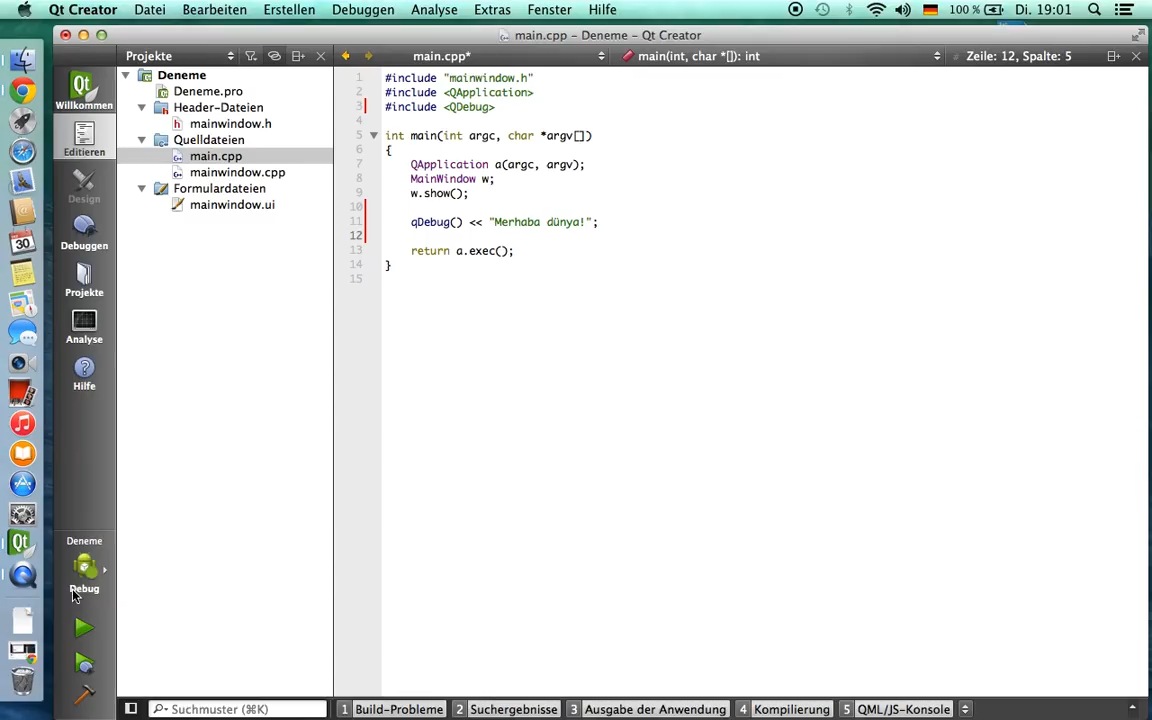 Qt Creator Datei Bearbeiten Erstellen Debuggen Analyse Extras Fenster Hilfe 100 % Di. 19:01
main.cpp – Deneme – Qt Creator
Projekte main.cpp* main(int, char *[]): int Zeile: 12, Spalte: 5
Qt
Willkommen
Editieren
Design
Debuggen
Projekte
Analyse
Hilfe
Deneme
Debug
30
Qt
Deneme
Deneme.pro
Header-Dateien
mainwindow.h
Quelldateien
main.cpp
mainwindow.cpp
Formulardateien
mainwindow.ui
1 #include "mainwindow.h"
2 #include <QApplication>
3 #include <QDebug>
4
5 int main(int argc, char *argv[])
6 {
7 QApplication a(argc, argv);
8 MainWindow w;
9 w.show();
10
11 qDebug() << "Merhaba dünya!";
12
13 return a.exec();
14 }
15
Suchmuster (⌘K) 1 Build-Probleme 2 Suchergebnisse 3 Ausgabe der Anwendung 4 Kompilierung 5 QML/JS-Konsole